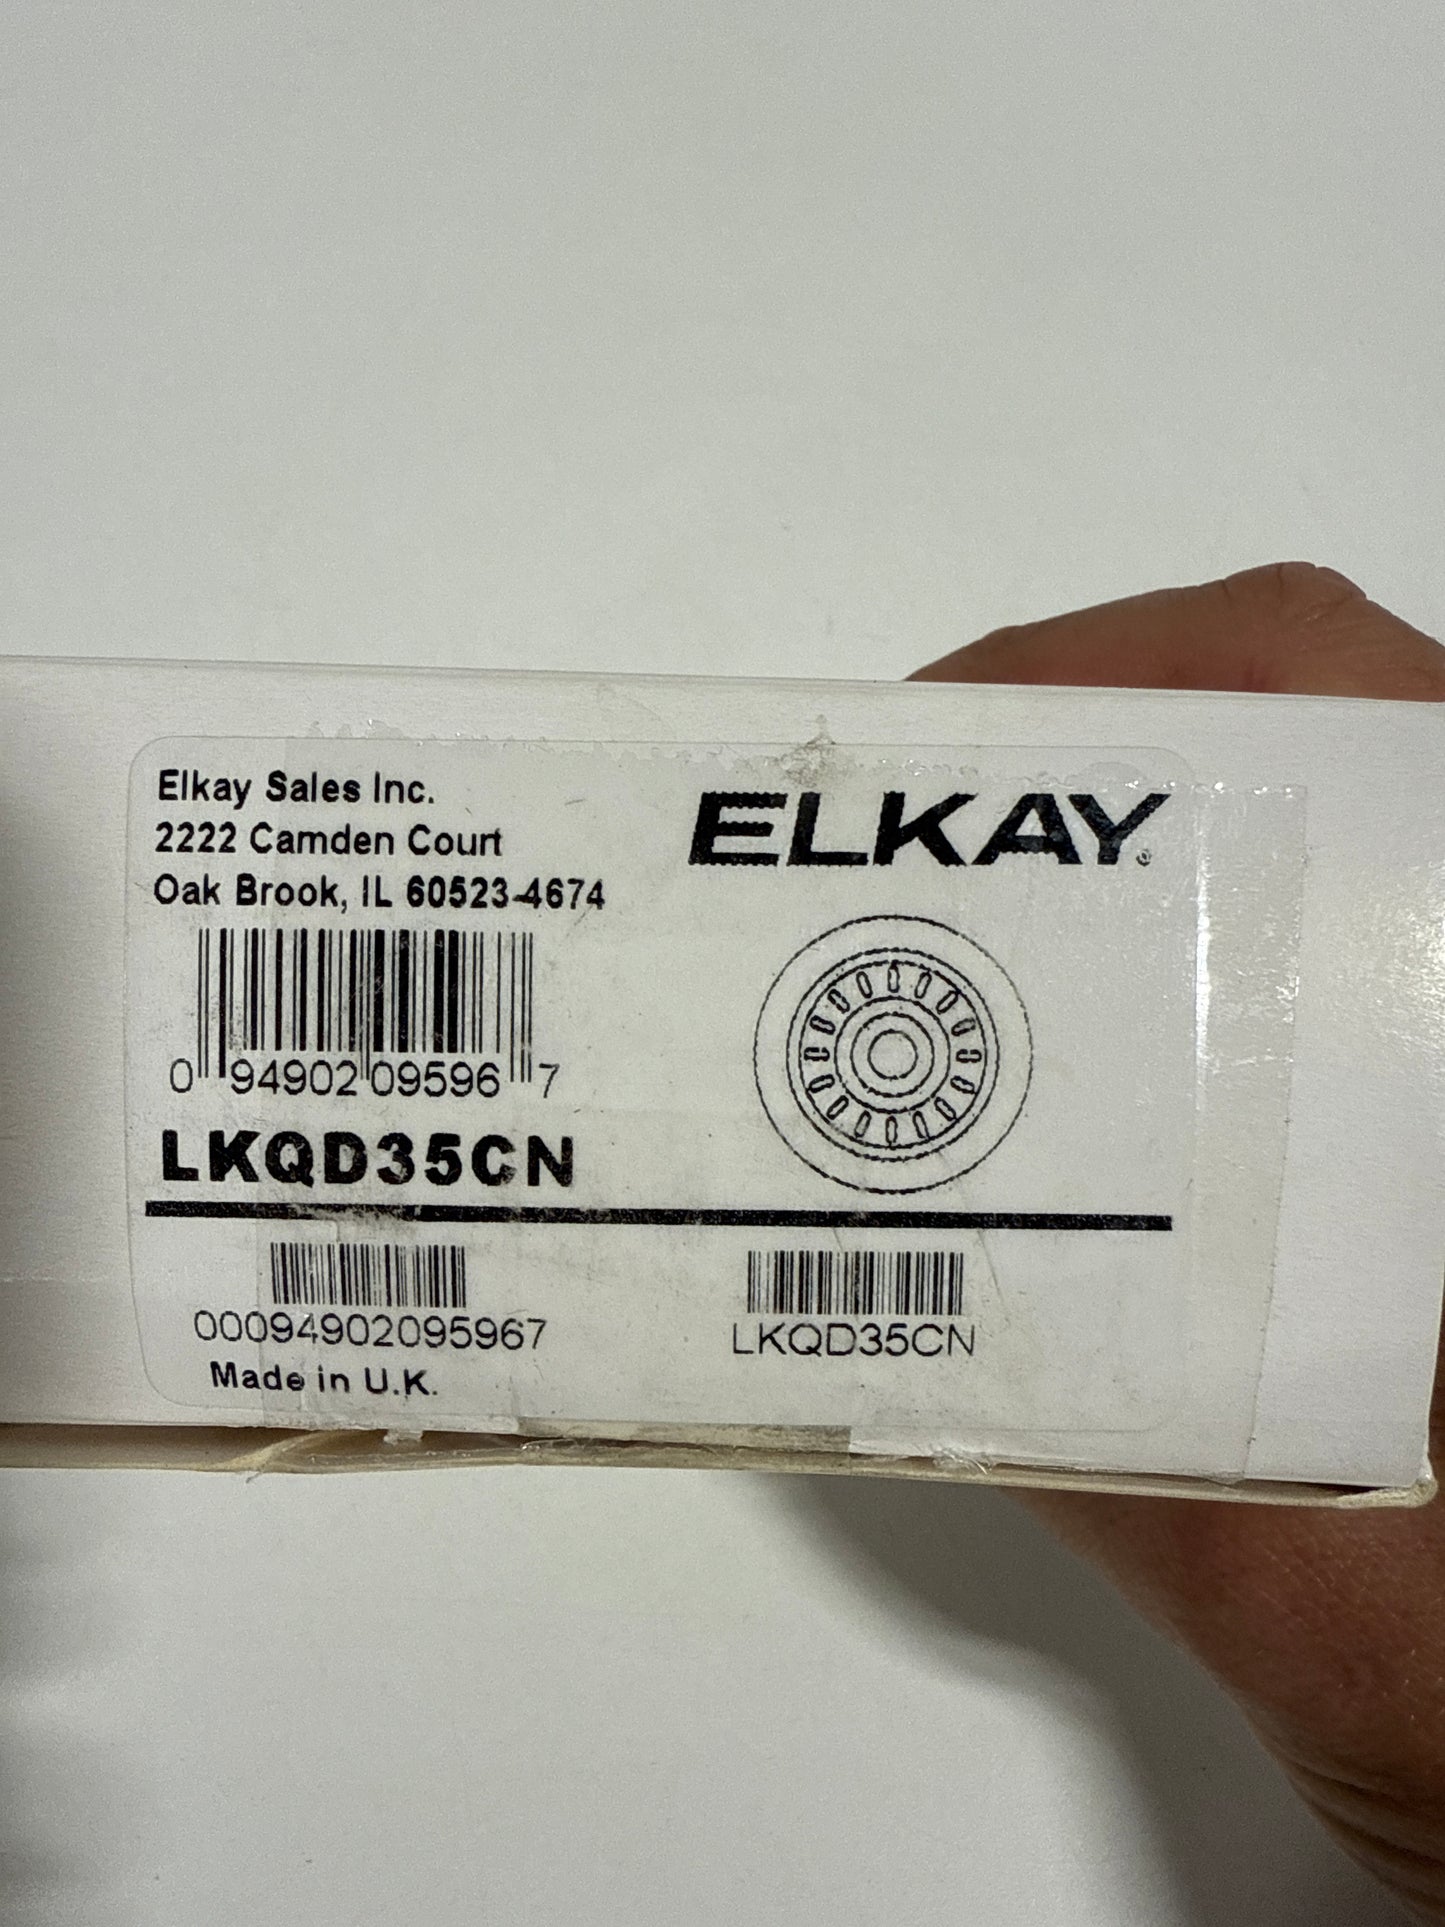 Elkay Sales Inc.
2222 Camden Court
Oak Brook, IL 60523-4674
ELKAY®
0 94902 09596 7
LKQD35CN
00094902095967
LKQD35CN
Made in U.K.